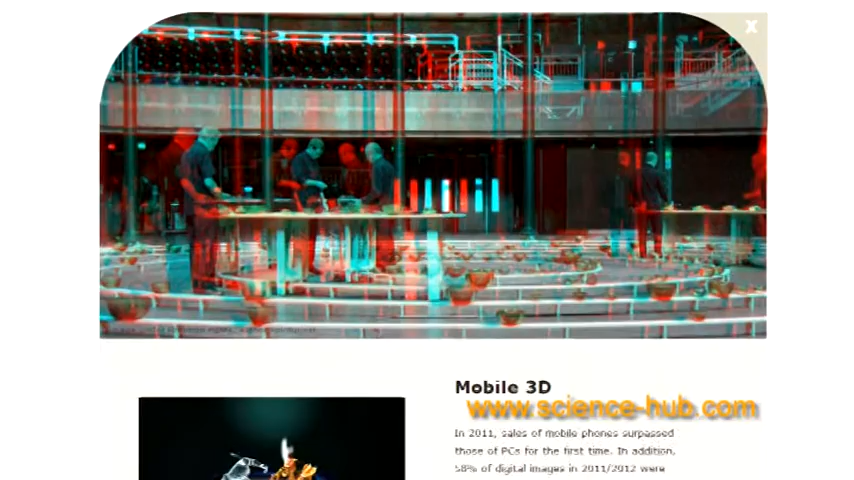 X
Mobile 3D
www.science-hub.com
In 2011, sales of mobile phones surpassed
those of PCs for the first time. In addition,
58% of digital images in 2011/2012 were